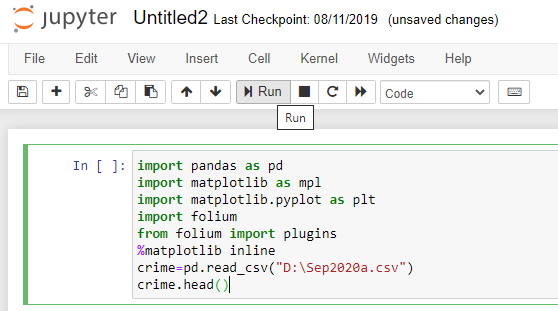 jupyter Untitled2 Last Checkpoint: 08/11/2019 (unsaved changes)
File Edit View Insert Cell Kernel Widgets Help
Run Code
Run
In [ ]: import pandas as pd
import matplotlib as mpl
import matplotlib.pyplot as plt
import folium
from folium import plugins
%matplotlib inline
crime=pd.read_csv("D:\Sep2020a.csv")
crime.head()